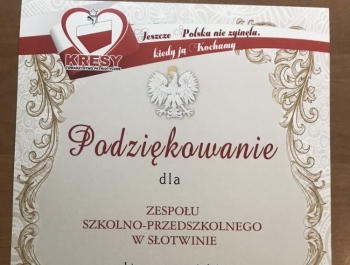 Jeszcze Polska nie zginęła,
kiedy ją Kochamy
KRESY
Podziękowanie
dla
ZESPOŁU
SZKOLNO-PRZEDSZKOLNEGO
W SŁOTWINIE